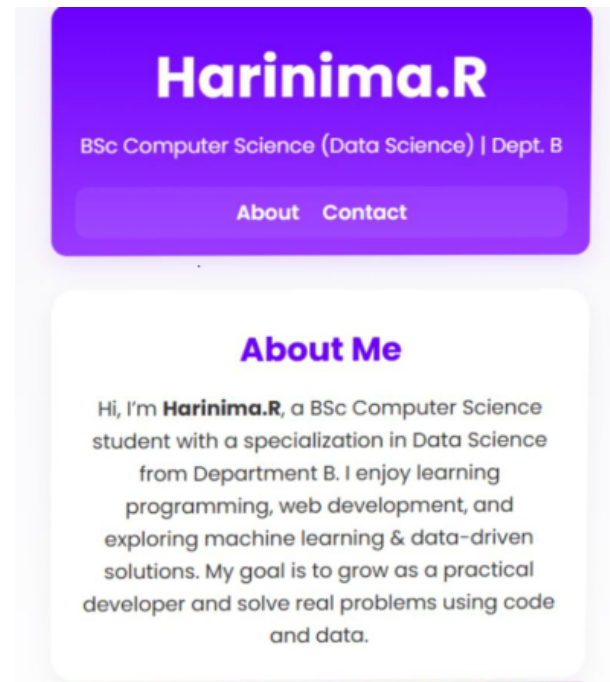 Harinima.R
BSc Computer Science (Data Science) | Dept. B
About Contact
About Me
Hi, I'm Harinima.R, a BSc Computer Science
student with a specialization in Data Science
from Department B. I enjoy learning
programming, web development, and
exploring machine learning & data-driven
solutions. My goal is to grow as a practical
developer and solve real problems using code
and data.